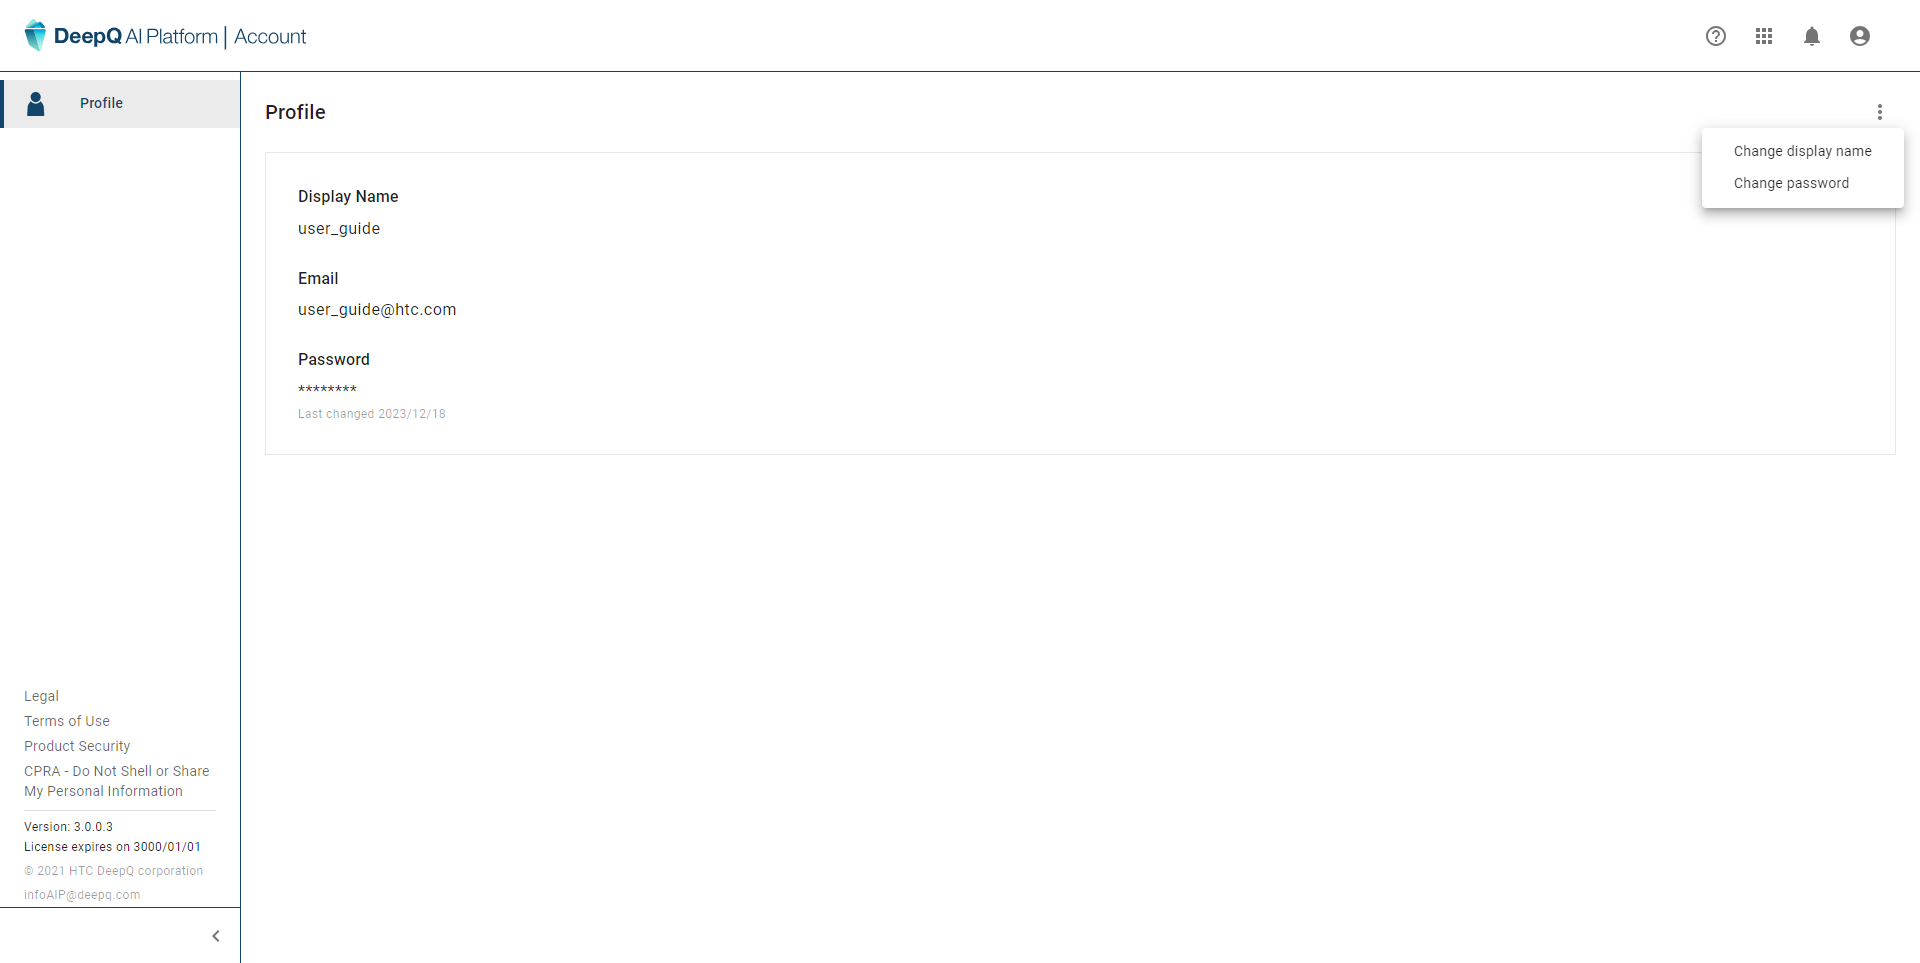 DeepQ AI Platform | Account
Profile
Profile
Change display name
Change password
Display Name
user_guide
Email
user_guide@htc.com
Password
********
Last changed 2023/12/18
Legal
Terms of Use
Product Security
CPRA - Do Not Shell or Share
My Personal Information
Version: 3.0.0.3
License expires on 3000/01/01
© 2021 HTC DeepQ corporation
infoAIP@deepq.com